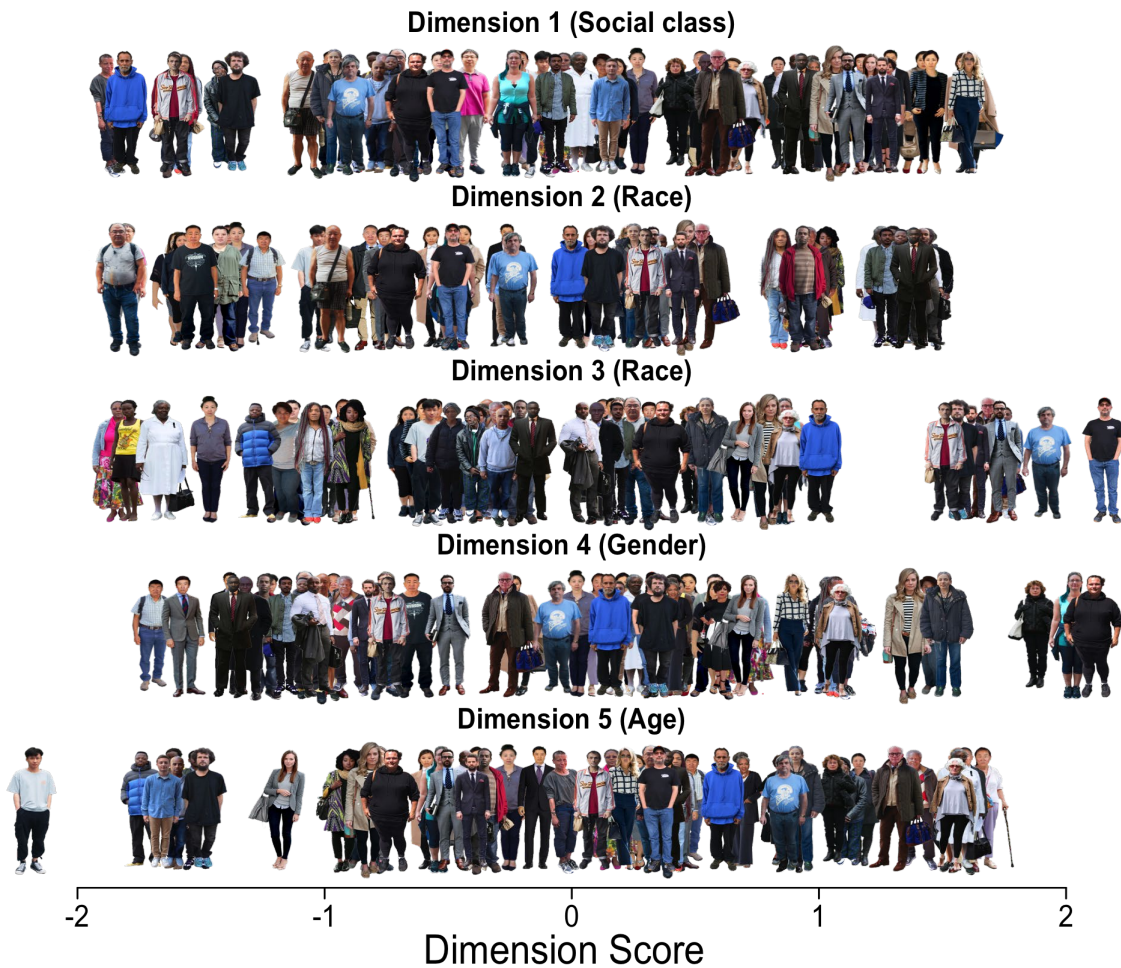 Dimension 1 (Social class)
Dimension 2 (Race)
Dimension 3 (Race)
Dimension 4 (Gender)
Dimension 5 (Age)
-2 -1 0 1 2
Dimension Score